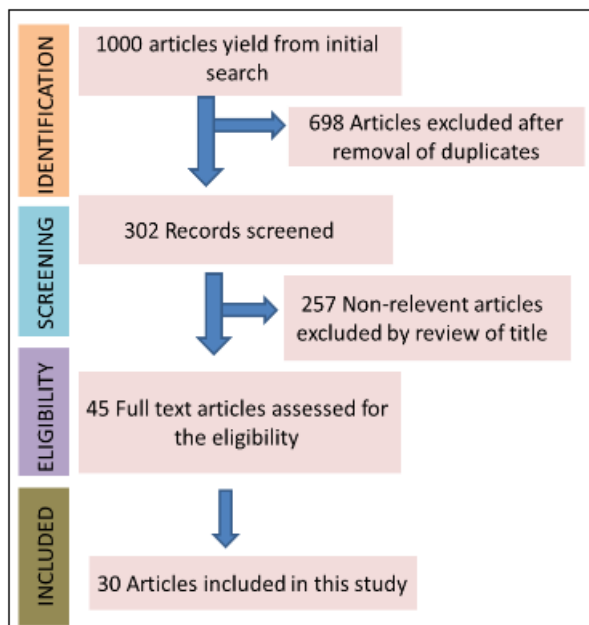 IDENTIFICATION
1000 articles yield from initial
search
698 Articles excluded after
removal of duplicates
SCREENING
302 Records screened
257 Non-relevent articles
excluded by review of title
ELIGIBILITY
45 Full text articles assessed for
the eligibility
INCLUDED
30 Articles included in this study